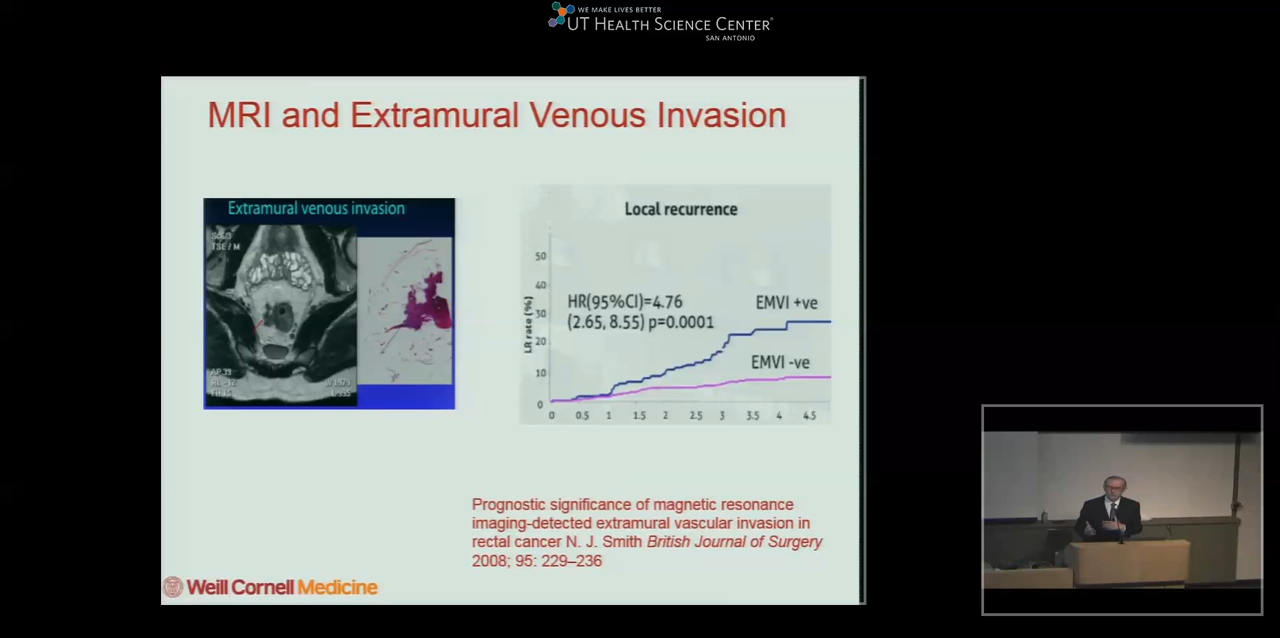 WE MAKE LIVES BETTER
UT HEALTH SCIENCE CENTER®
SAN ANTONIO
MRI and Extramural Venous Invasion
Extramural venous invasion
TSE / M
Local recurrence
LR rate (%)
50
40
30
20
10
0
HR(95%CI)=4.76
(2.65, 8.55) p=0.0001
EMVI +ve
EMVI -ve
0 0.5 1 1.5 2 2.5 3 3.5 4 4.5
Prognostic significance of magnetic resonance
imaging-detected extramural vascular invasion in
rectal cancer N. J. Smith British Journal of Surgery
2008; 95: 229–236
Weill Cornell Medicine